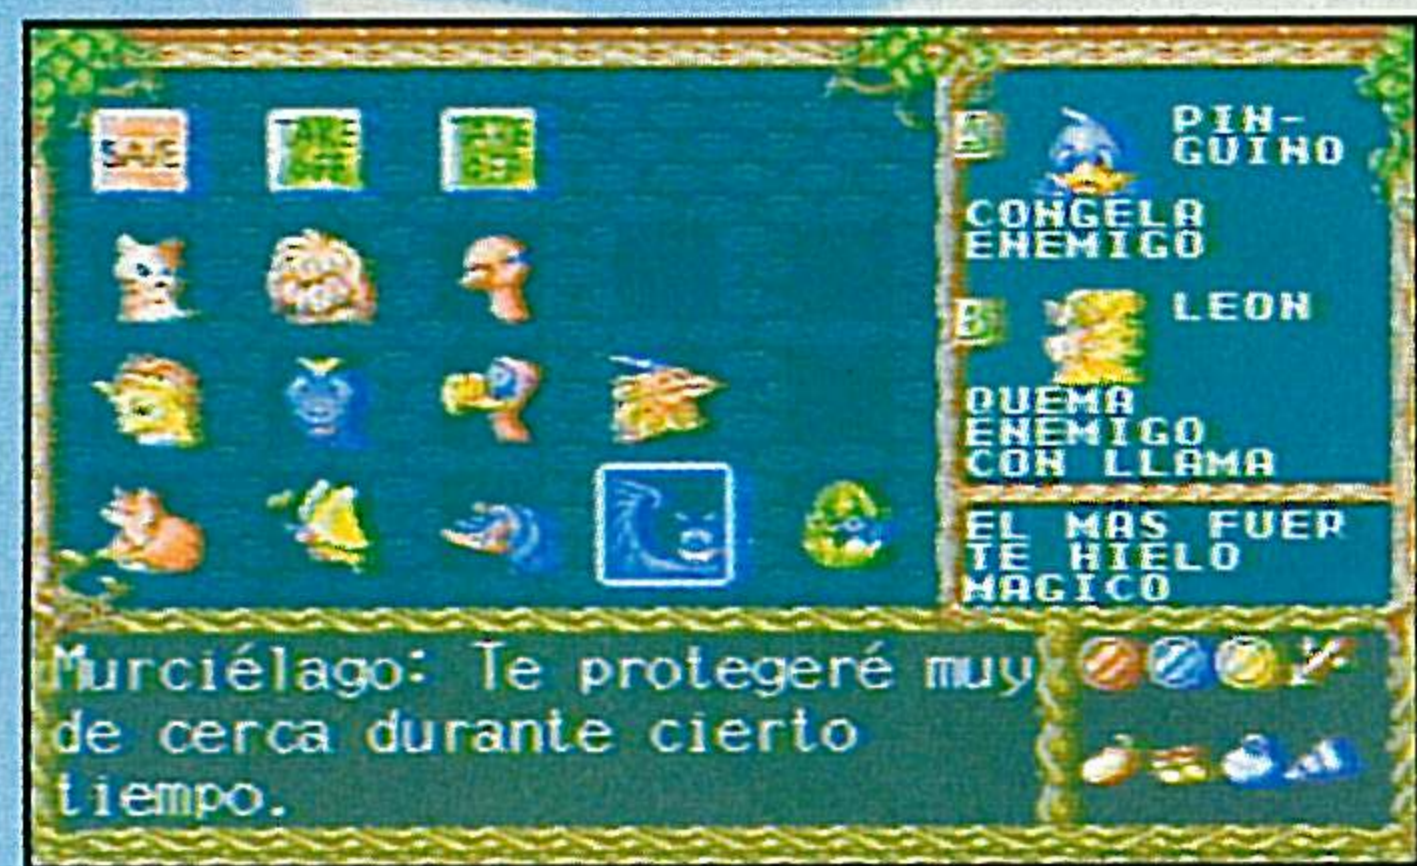 SAVE
A
PIN-
GUINO
CONGELA
ENEMIGO
B
LEON
QUEMA
ENEMIGO
CON LLAMA
EL MAS FUER
TE HIELO
MAGICO
Murciélago: Te protegeré muy
de cerca durante cierto
tiempo.